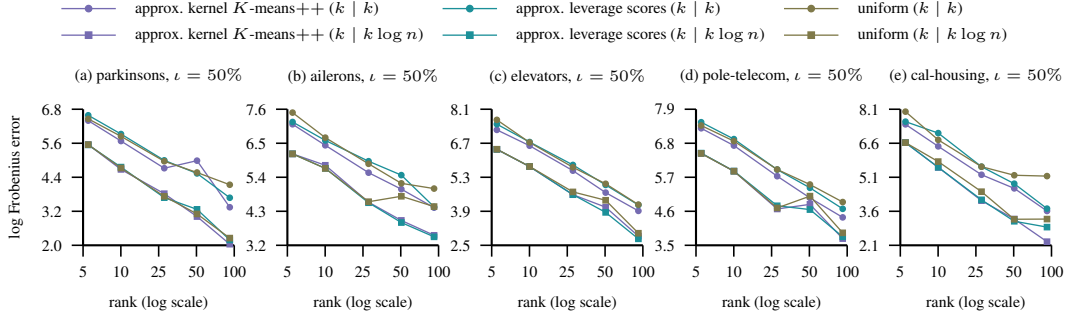 approx. kernel K-means++ (k | k) approx. leverage scores (k | k) uniform (k | k)
approx. kernel K-means++ (k | k log n) approx. leverage scores (k | k log n) uniform (k | k log n)
(a) parkinsons, ι = 50% (b) ailerons, ι = 50% (c) elevators, ι = 50% (d) pole-telecom, ι = 50% (e) cal-housing, ι = 50%
6.8 7.6 8.1 7.9 8.1
5.6 6.5 6.7 6.8 6.6
4.4 5.4 5.3 5.7 5.1
3.2 4.3 3.9 4.6 3.6
2.0 3.2 2.5 3.5 2.1
log Frobenius error
5 10 25 50 100 5 10 25 50 100 5 10 25 50 100 5 10 25 50 100 5 10 25 50 100
rank (log scale) rank (log scale) rank (log scale) rank (log scale) rank (log scale)